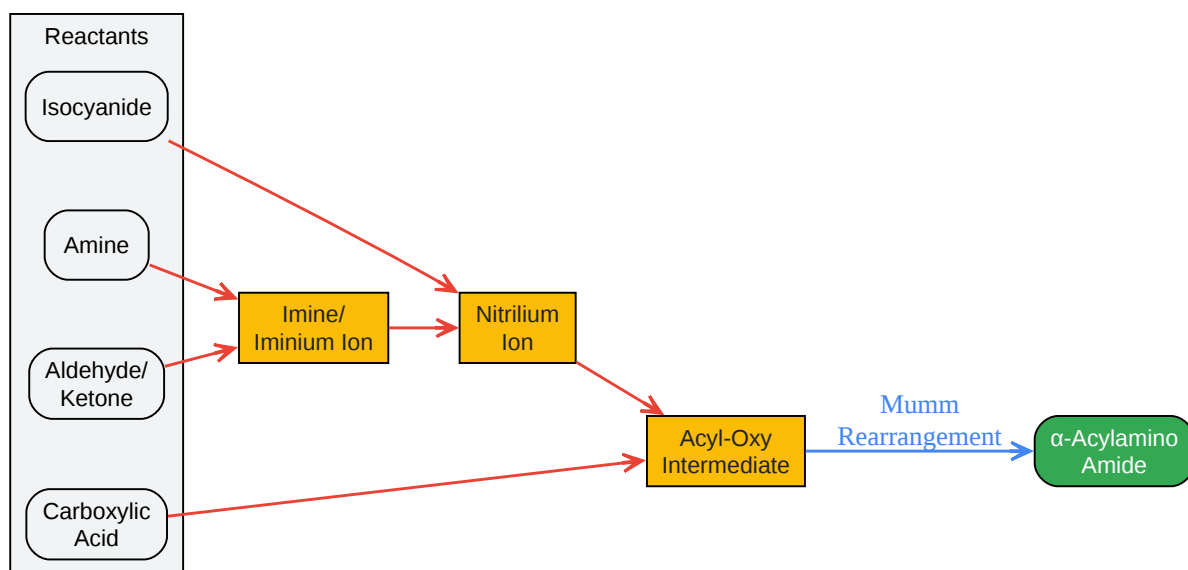 Reactants
Isocyanide
Amine
Aldehyde/
Ketone
Carboxylic
Acid
Imine/
Iminium Ion
Nitrilium
Ion
Acyl-Oxy
Intermediate
Mumm
Rearrangement
α-Acylamino
Amide